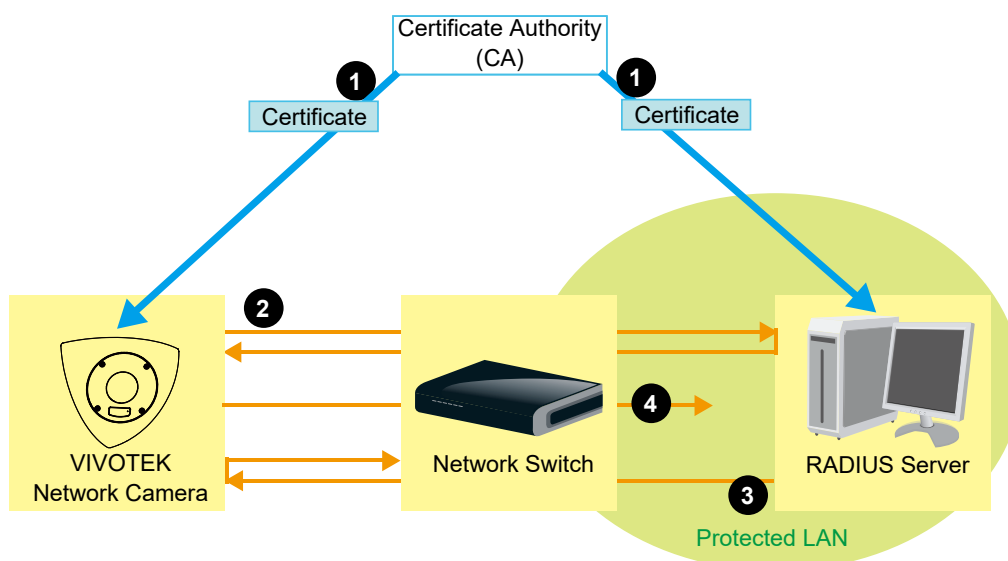 Certificate Authority
(CA)
1
1
Certificate
Certificate
2
4
VIVOTEK
Network Camera
Network Switch
RADIUS Server
3
Protected LAN